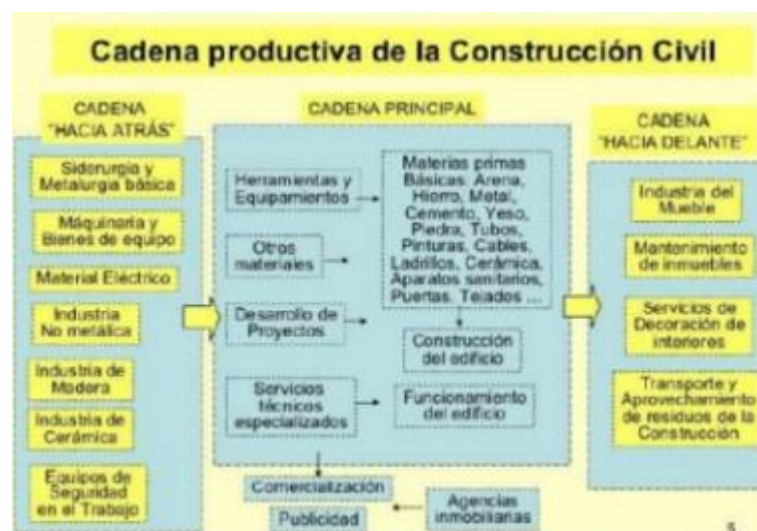 Cadena productiva de la Construcción Civil
CADENA
"HACIA ATRÁS"
Siderurgia y
Metalurgia básica
Máquinaria y
Bienes de equipo
Material Eléctrico
Industria
No metálica
Industria de
Madera
Industria de
Cerámica
Equipos de
Seguridad
en el Trabajo
CADENA PRINCIPAL
Herramientas y
Equipamientos
Otros
materiales
Desarrollo de
Proyectos
Servicios
técnicos
especializados
Materias primas
Básicas: Arena,
Hierro, Metal,
Cemento, Yeso,
Piedra, Tubos,
Pinturas, Cables,
Ladrillos, Cerámica,
Aparatos sanitarios,
Puertas, Tejados ...
Construcción
del edificio
Funcionamiento
del edificio
Comercialización
Publicidad
Agencias
inmobiliarias
CADENA
"HACIA DELANTE"
Industria del
Mueble
Mantenimiento
de inmuebles
Servicios de
Decoración de
interiores
Transporte y
Aprovechamiento
de residuos de la
Construcción
5